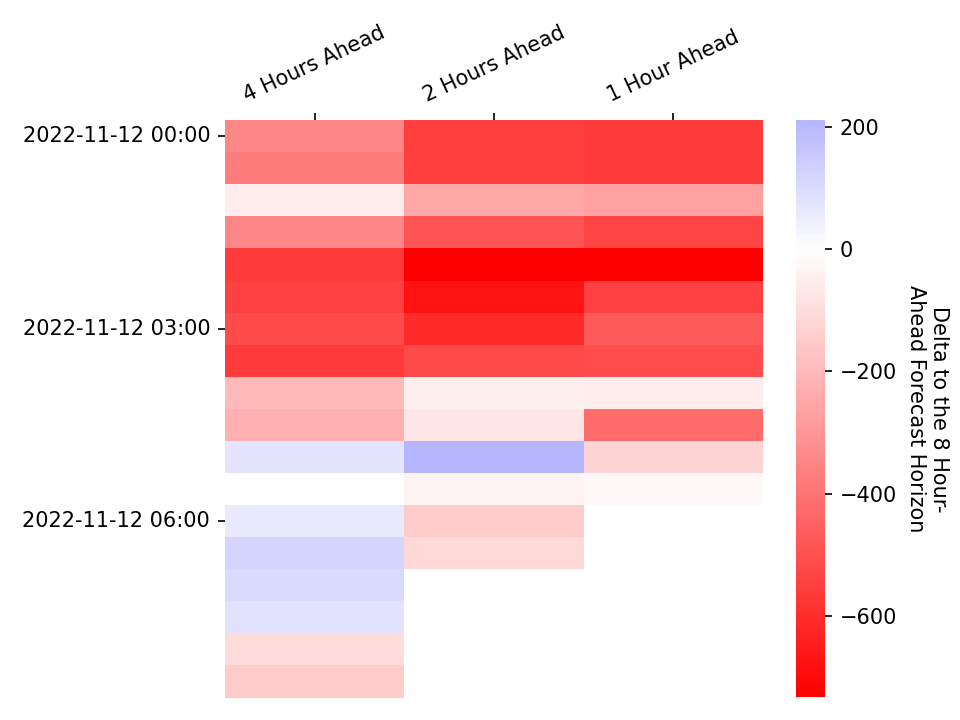 4 Hours Ahead
2 Hours Ahead
1 Hour Ahead
2022-11-12 00:00
2022-11-12 03:00
2022-11-12 06:00
200
0
−200
−400
−600
Delta to the 8 Hour-
Ahead Forecast Horizon